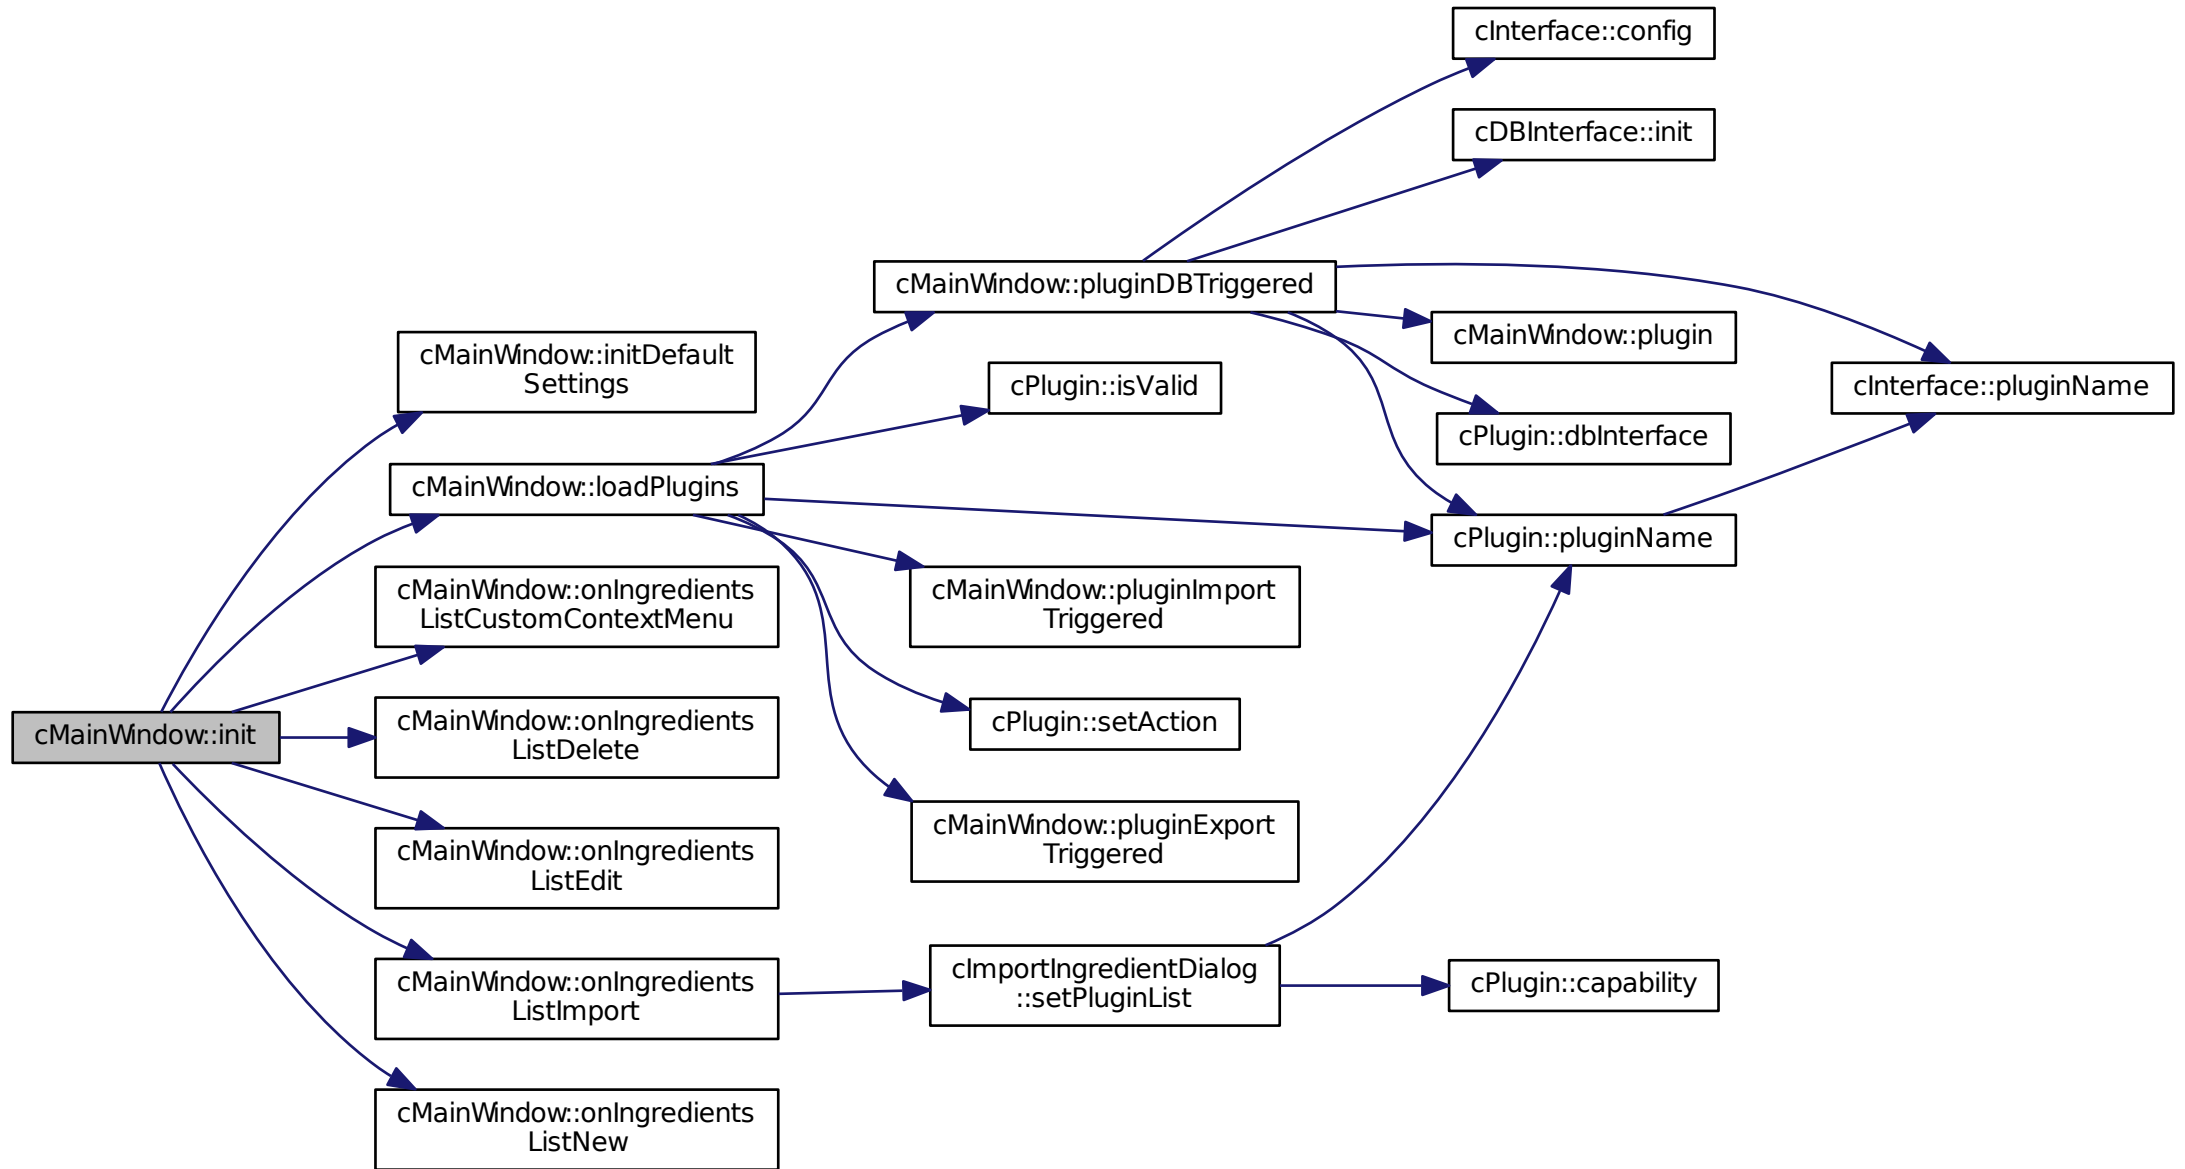 cInterface::config
cDBInterface::init
cMainWindow::pluginDBTriggered
cMainWindow::plugin
cMainWindow::initDefault
Settings
cPlugin::isValid
cInterface::pluginName
cPlugin::dbInterface
cMainWindow::loadPlugins
cPlugin::pluginName
cMainWindow::onIngredients
ListCustomContextMenu
cMainWindow::pluginImport
Triggered
cMainWindow::init
cMainWindow::onIngredients
ListDelete
cPlugin::setAction
cMainWindow::onIngredients
ListEdit
cMainWindow::pluginExport
Triggered
cMainWindow::onIngredients
ListImport
cImportIngredientDialog
::setPluginList
cPlugin::capability
cMainWindow::onIngredients
ListNew